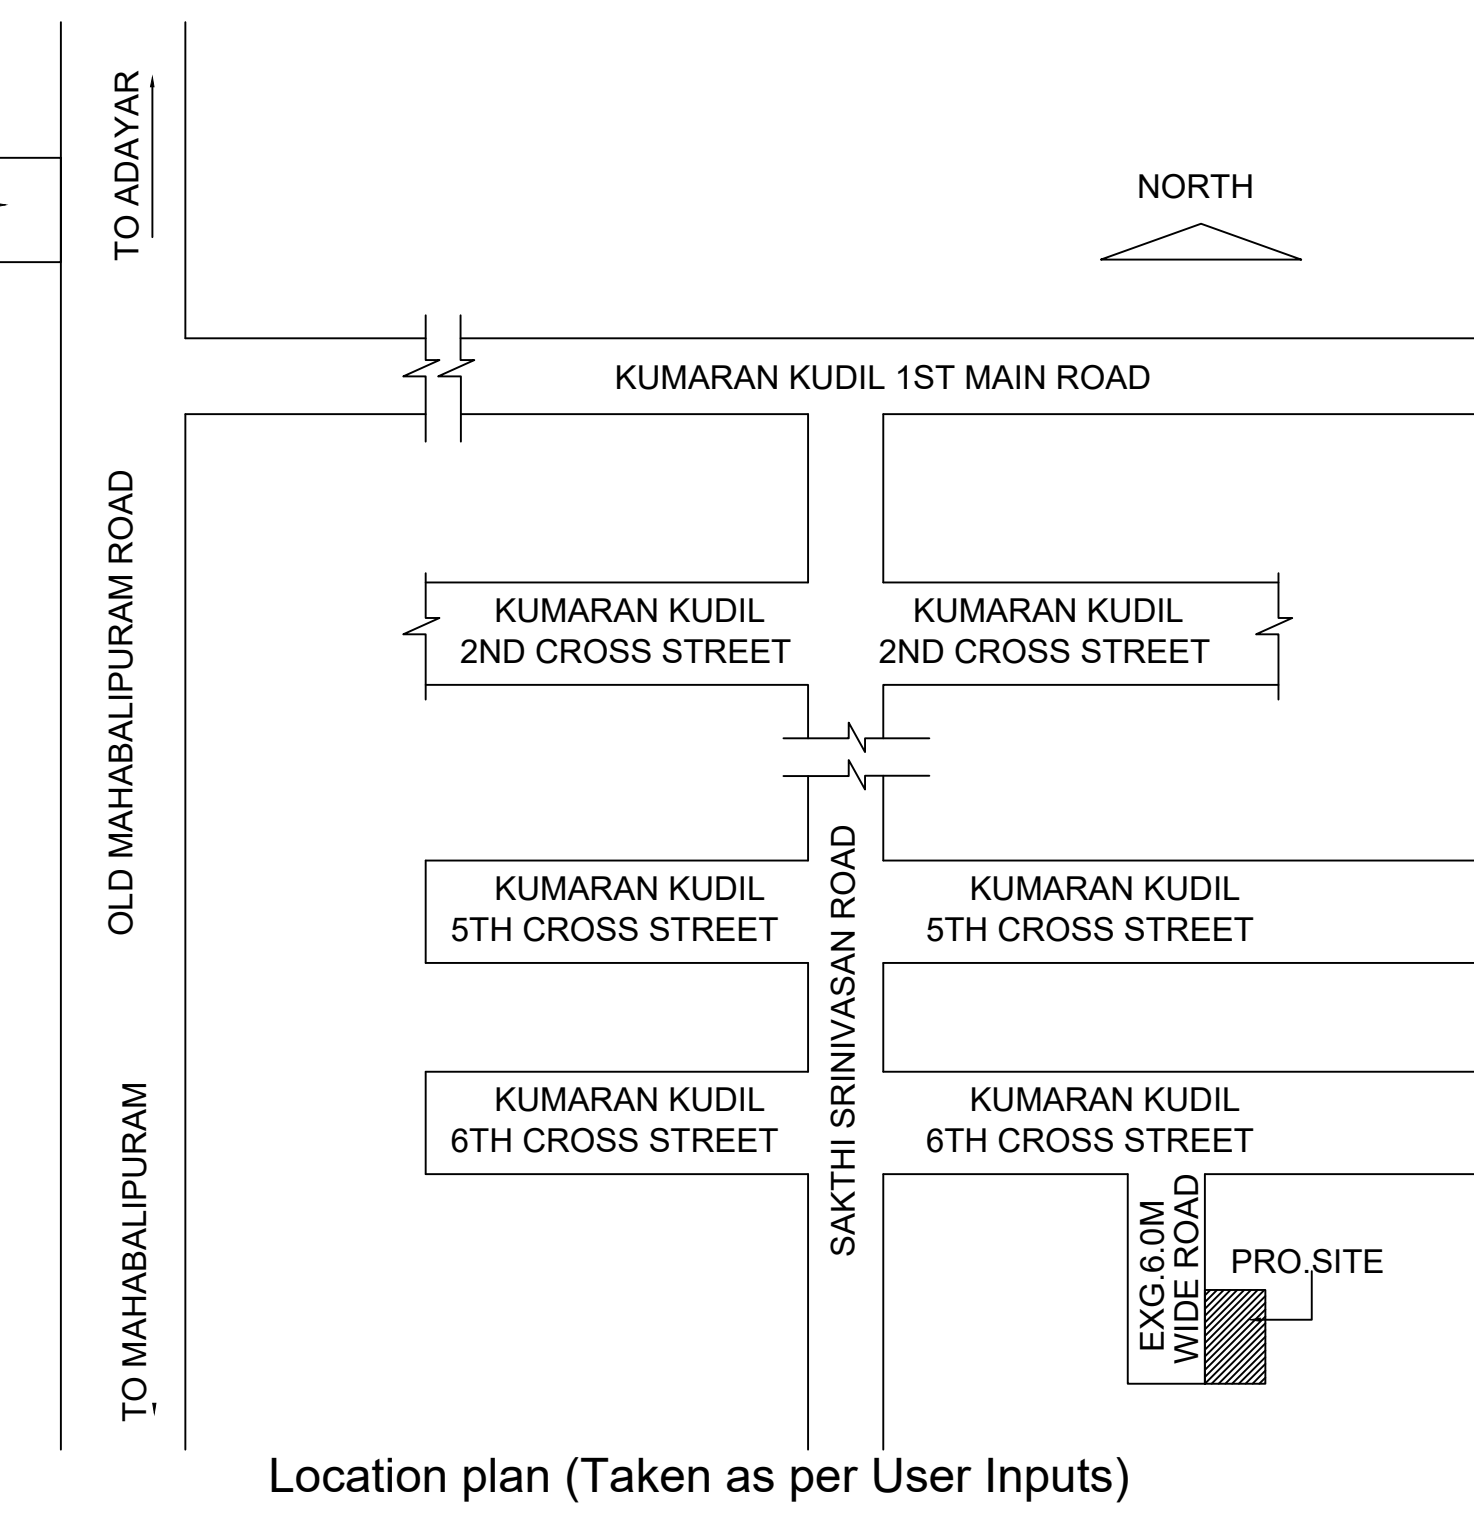 TO ADAYAR
NORTH
KUMARAN KUDIL 1ST MAIN ROAD
OLD MAHABALIPURAM ROAD
KUMARAN KUDIL
2ND CROSS STREET
KUMARAN KUDIL
2ND CROSS STREET
SAKTHI SRINIVASAN ROAD
KUMARAN KUDIL
5TH CROSS STREET
KUMARAN KUDIL
5TH CROSS STREET
KUMARAN KUDIL
6TH CROSS STREET
KUMARAN KUDIL
6TH CROSS STREET
TO MAHABALIPURAM
EXG.6.0M
WIDE ROAD
PRO.SITE
Location plan (Taken as per User Inputs)